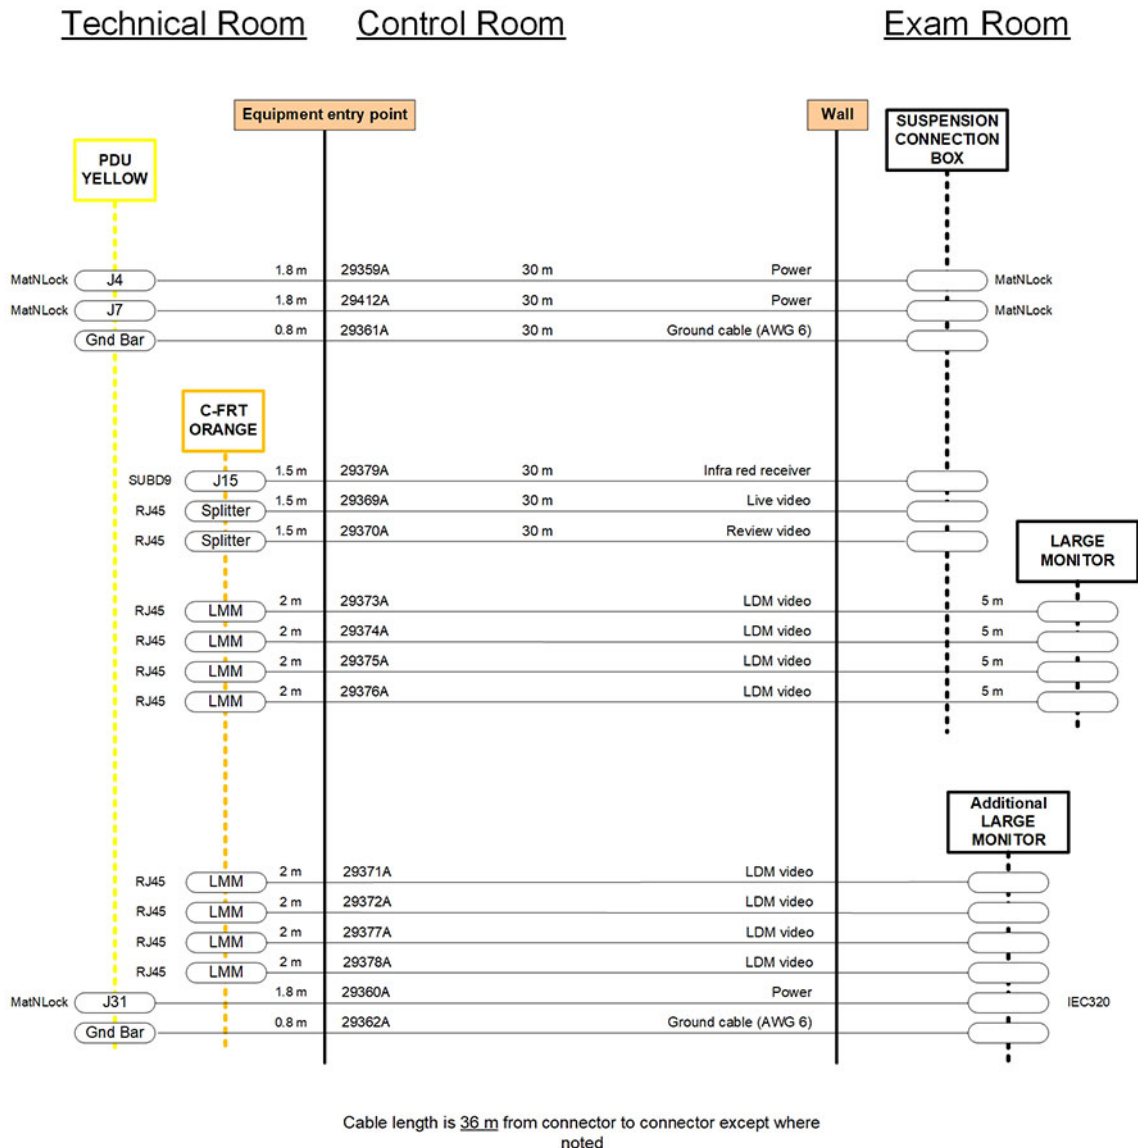 Technical Room Control Room Exam Room
Equipment entry point Wall SUSPENSION
CONNECTION
BOX
PDU
YELLOW
MatNLock J4 1.8 m 29359A 30 m Power MatNLock
MatNLock J7 1.8 m 29412A 30 m Power MatNLock
Gnd Bar 0.8 m 29361A 30 m Ground cable (AWG 6)
C-FRT
ORANGE
SUBD9 J15 1.5 m 29379A 30 m Infra red receiver
RJ45 Splitter 1.5 m 29369A 30 m Live video
RJ45 Splitter 1.5 m 29370A 30 m Review video
LARGE
MONITOR
RJ45 LMM 2 m 29373A LDM video 5 m
RJ45 LMM 2 m 29374A LDM video 5 m
RJ45 LMM 2 m 29375A LDM video 5 m
RJ45 LMM 2 m 29376A LDM video 5 m
Additional
LARGE
MONITOR
RJ45 LMM 2 m 29371A LDM video
RJ45 LMM 2 m 29372A LDM video
RJ45 LMM 2 m 29377A LDM video
RJ45 LMM 2 m 29378A LDM video
MatNLock J31 1.8 m 29360A Power IEC320
Gnd Bar 0.8 m 29362A Ground cable (AWG 6)
Cable length is 36 m from connector to connector except where
noted